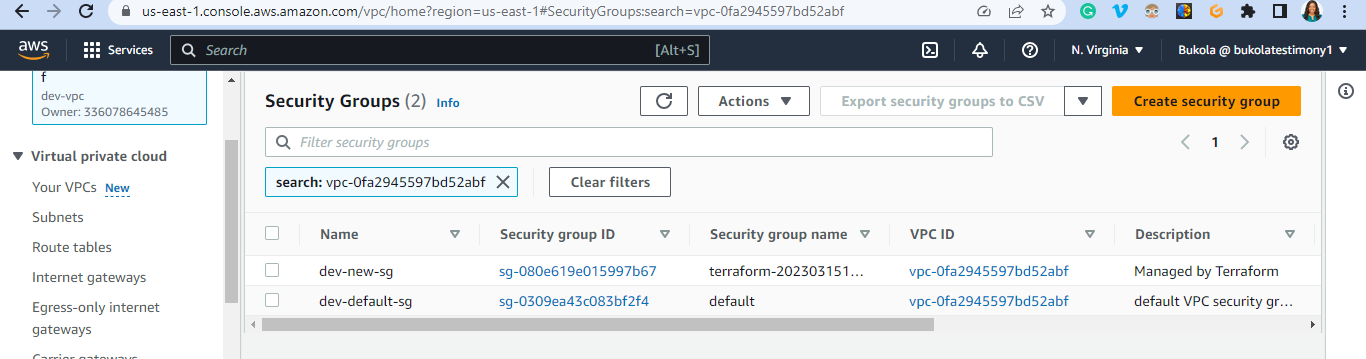 us-east-1.console.aws.amazon.com/vpc/home?region=us-east-1#SecurityGroups:search=vpc-0fa2945597bd52abf
aws
Services
Search
[Alt+S]
N. Virginia
Bukola @ bukolatestimony1
f
dev-vpc
Owner: 336078645485
Virtual private cloud
Your VPCs New
Subnets
Route tables
Internet gateways
Egress-only internet
gateways
Carrier gateways
Security Groups (2) Info
Actions
Export security groups to CSV
Create security group
Filter security groups
1
search: vpc-0fa2945597bd52abf
Clear filters
Name Security group ID Security group name VPC ID Description
dev-new-sg sg-080e619e015997b67 terraform-202303151... vpc-0fa2945597bd52abf Managed by Terraform
dev-default-sg sg-0309ea43c083bf2f4 default vpc-0fa2945597bd52abf default VPC security gr...